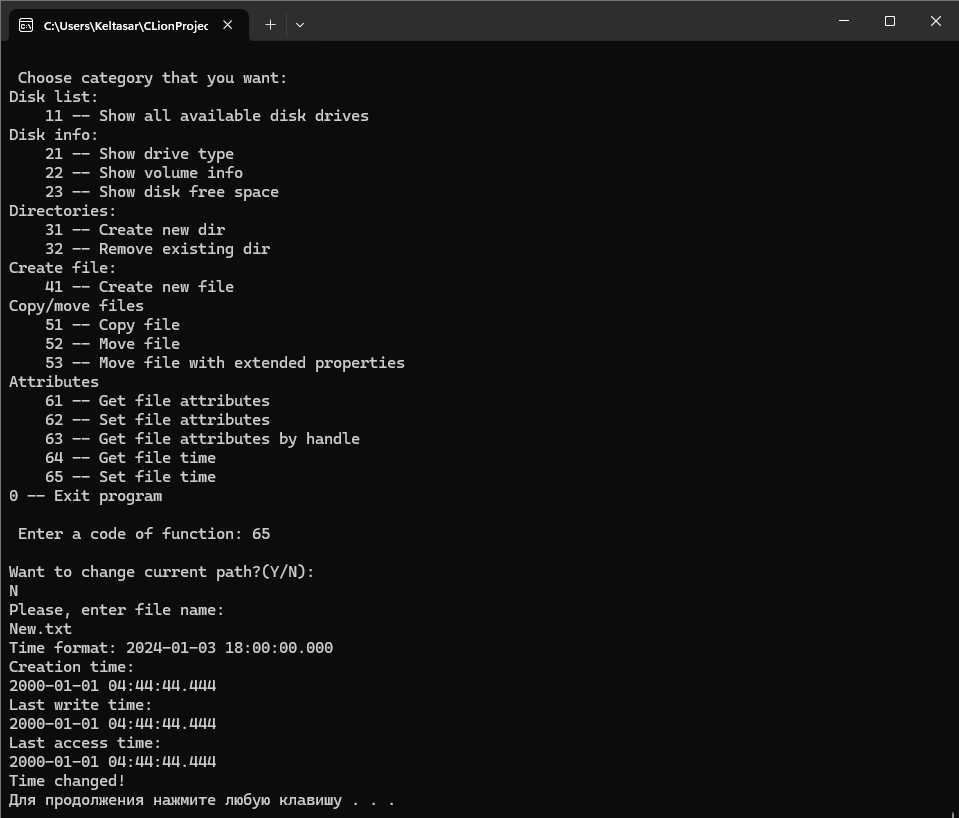 C:\Users\Keltasar\CLionProjec
Choose category that you want:
Disk list:
11 -- Show all available disk drives
Disk info:
21 -- Show drive type
22 -- Show volume info
23 -- Show disk free space
Directories:
31 -- Create new dir
32 -- Remove existing dir
Create file:
41 -- Create new file
Copy/move files
51 -- Copy file
52 -- Move file
53 -- Move file with extended properties
Attributes
61 -- Get file attributes
62 -- Set file attributes
63 -- Get file attributes by handle
64 -- Get file time
65 -- Set file time
0 -- Exit program
Enter a code of function: 65
Want to change current path?(Y/N):
N
Please, enter file name:
New.txt
Time format: 2024-01-03 18:00:00.000
Creation time:
2000-01-01 04:44:44.444
Last write time:
2000-01-01 04:44:44.444
Last access time:
2000-01-01 04:44:44.444
Time changed!
Для продолжения нажмите любую клавишу . . .